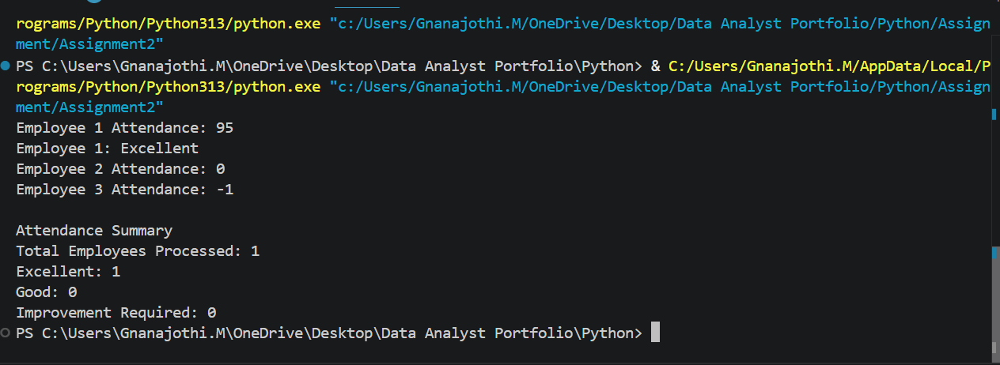 rograms/Python/Python313/python.exe "c:/Users/Gnanajothi.M/OneDrive/Desktop/Data Analyst Portfolio/Python/Assign
ment/Assignment2"
PS C:\Users\Gnanajothi.M\OneDrive\Desktop\Data Analyst Portfolio\Python> & C:/Users/Gnanajothi.M/AppData/Local/P
rograms/Python/Python313/python.exe "c:/Users/Gnanajothi.M/OneDrive/Desktop/Data Analyst Portfolio/Python/Assign
ment/Assignment2"
Employee 1 Attendance: 95
Employee 1: Excellent
Employee 2 Attendance: 0
Employee 3 Attendance: -1
Attendance Summary
Total Employees Processed: 1
Excellent: 1
Good: 0
Improvement Required: 0
PS C:\Users\Gnanajothi.M\OneDrive\Desktop\Data Analyst Portfolio\Python>